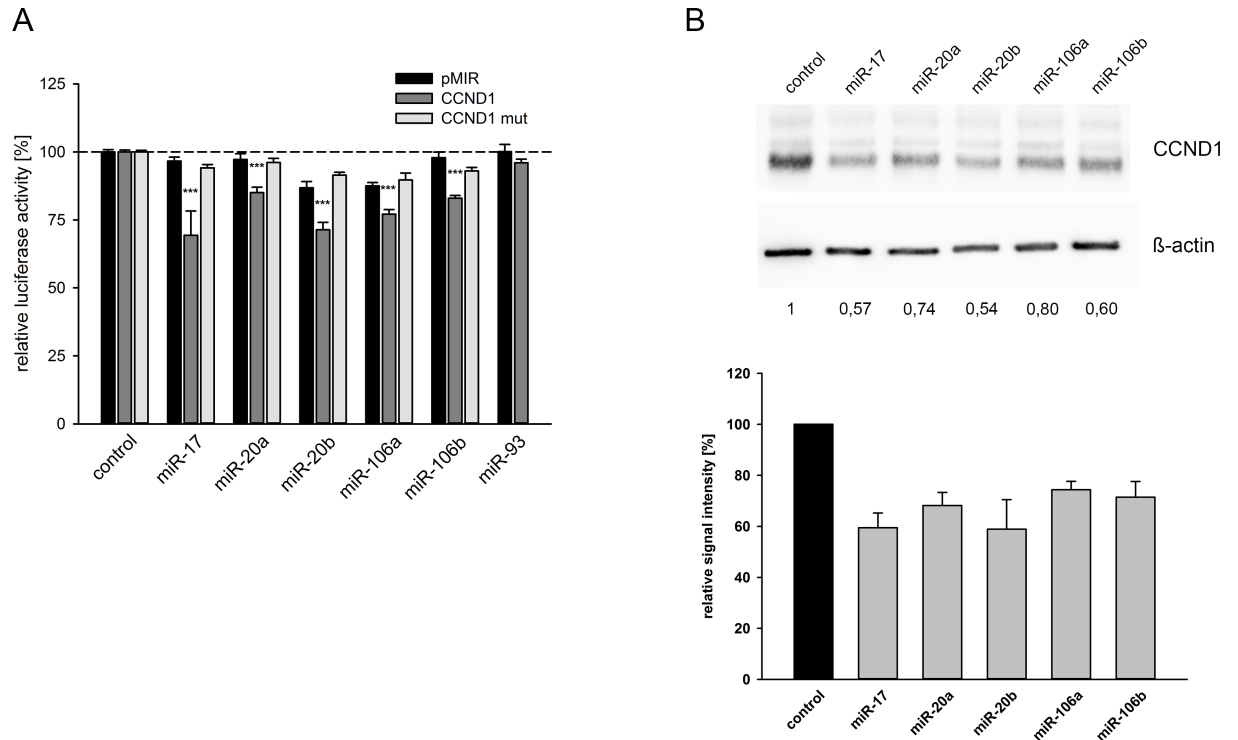 A
relative luciferase activity [%]
125
100
75
50
25
0
pMIR
CCND1
CCND1 mut
***
***
***
***
***
control
miR-17
miR-20a
miR-20b
miR-106a
miR-106b
miR-93
B
control
miR-17
miR-20a
miR-20b
miR-106a
miR-106b
CCND1
ß-actin
1 0,57 0,74 0,54 0,80 0,60
relative signal intensity [%]
120
100
80
60
40
20
0
control
miR-17
miR-20a
miR-20b
miR-106a
miR-106b